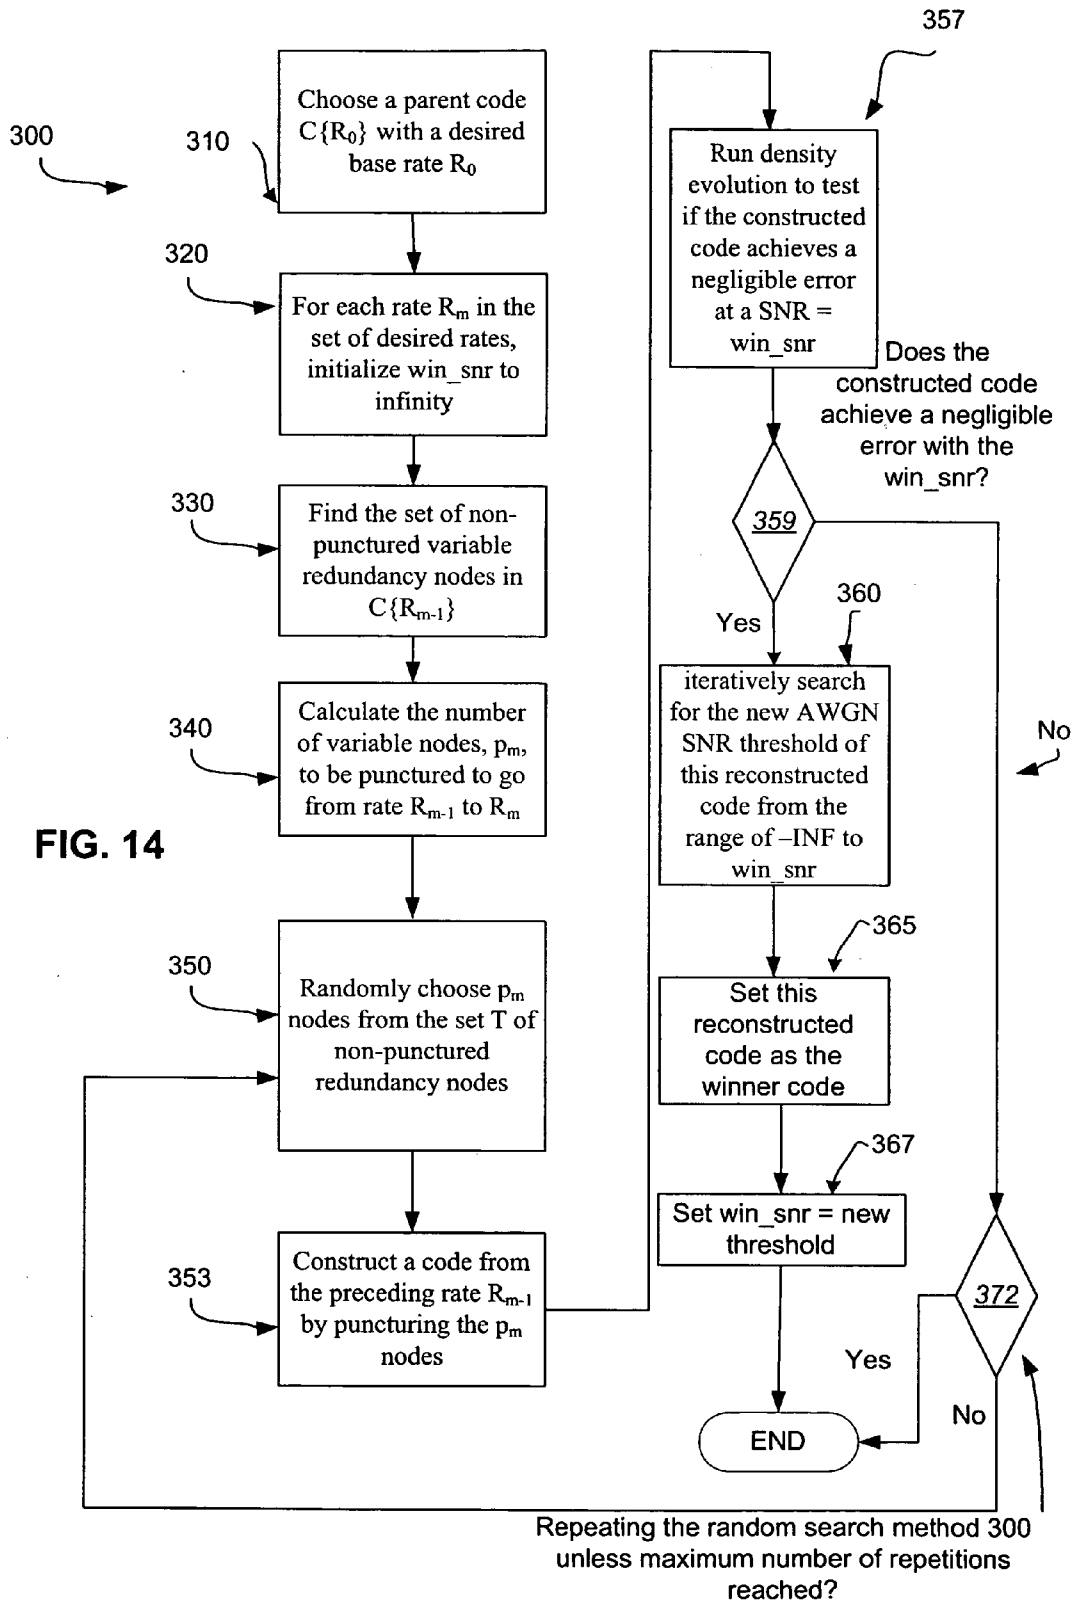 300
310
Choose a parent code
C{R0} with a desired
base rate R0
320
For each rate Rm in the
set of desired rates,
initialize win_snr to
infinity
330
Find the set of non-
punctured variable
redundancy nodes in
C{Rm-1}
340
Calculate the number
of variable nodes, pm,
to be punctured to go
from rate Rm-1 to Rm
FIG. 14
350
Randomly choose pm
nodes from the set T of
non-punctured
redundancy nodes
353
Construct a code from
the preceding rate Rm-1
by puncturing the pm
nodes
357
Run density
evolution to test
if the constructed
code achieves a
negligible error
at a SNR =
win_snr
Does the
constructed code
achieve a negligible
error with the
win_snr?
359
Yes
No
360
iteratively search
for the new AWGN
SNR threshold of
this reconstructed
code from the
range of –INF to
win_snr
365
Set this
reconstructed
code as the
winner code
367
Set win_snr = new
threshold
372
Yes
No
END
Repeating the random search method 300
unless maximum number of repetitions
reached?